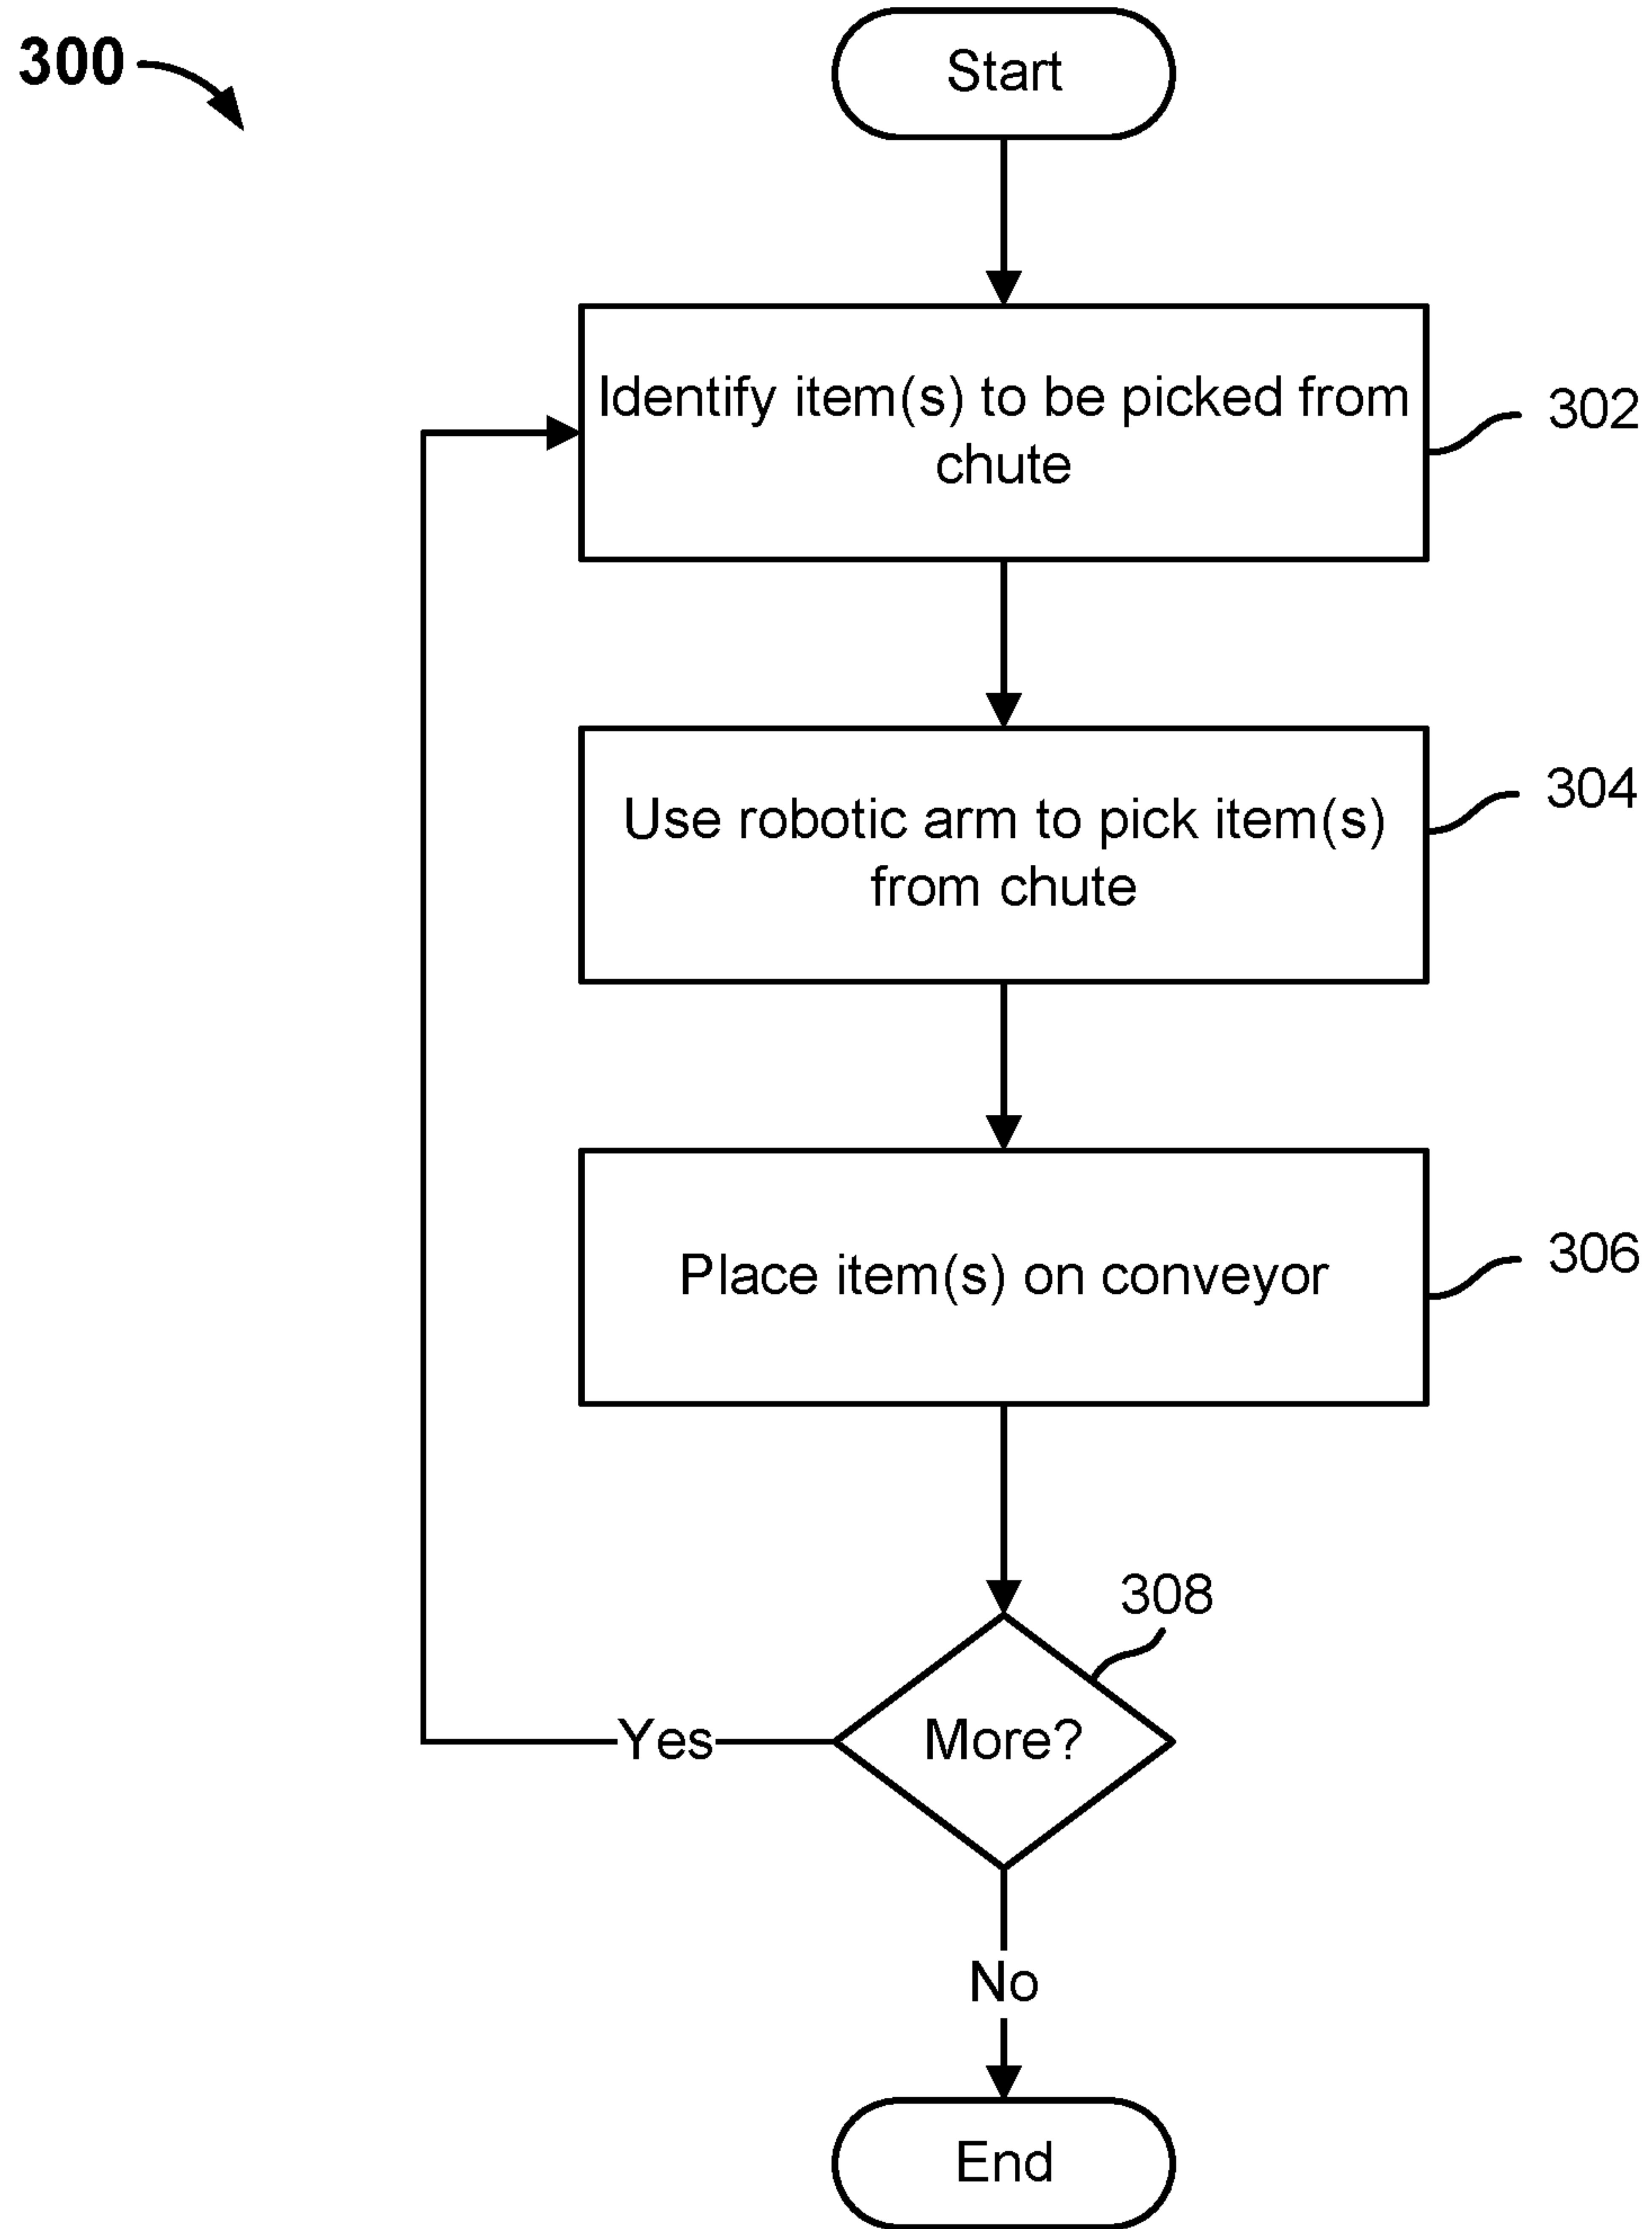 300
Start
Identify item(s) to be picked from
chute
302
Use robotic arm to pick item(s)
from chute
304
Place item(s) on conveyor
306
308
More?
Yes
No
End